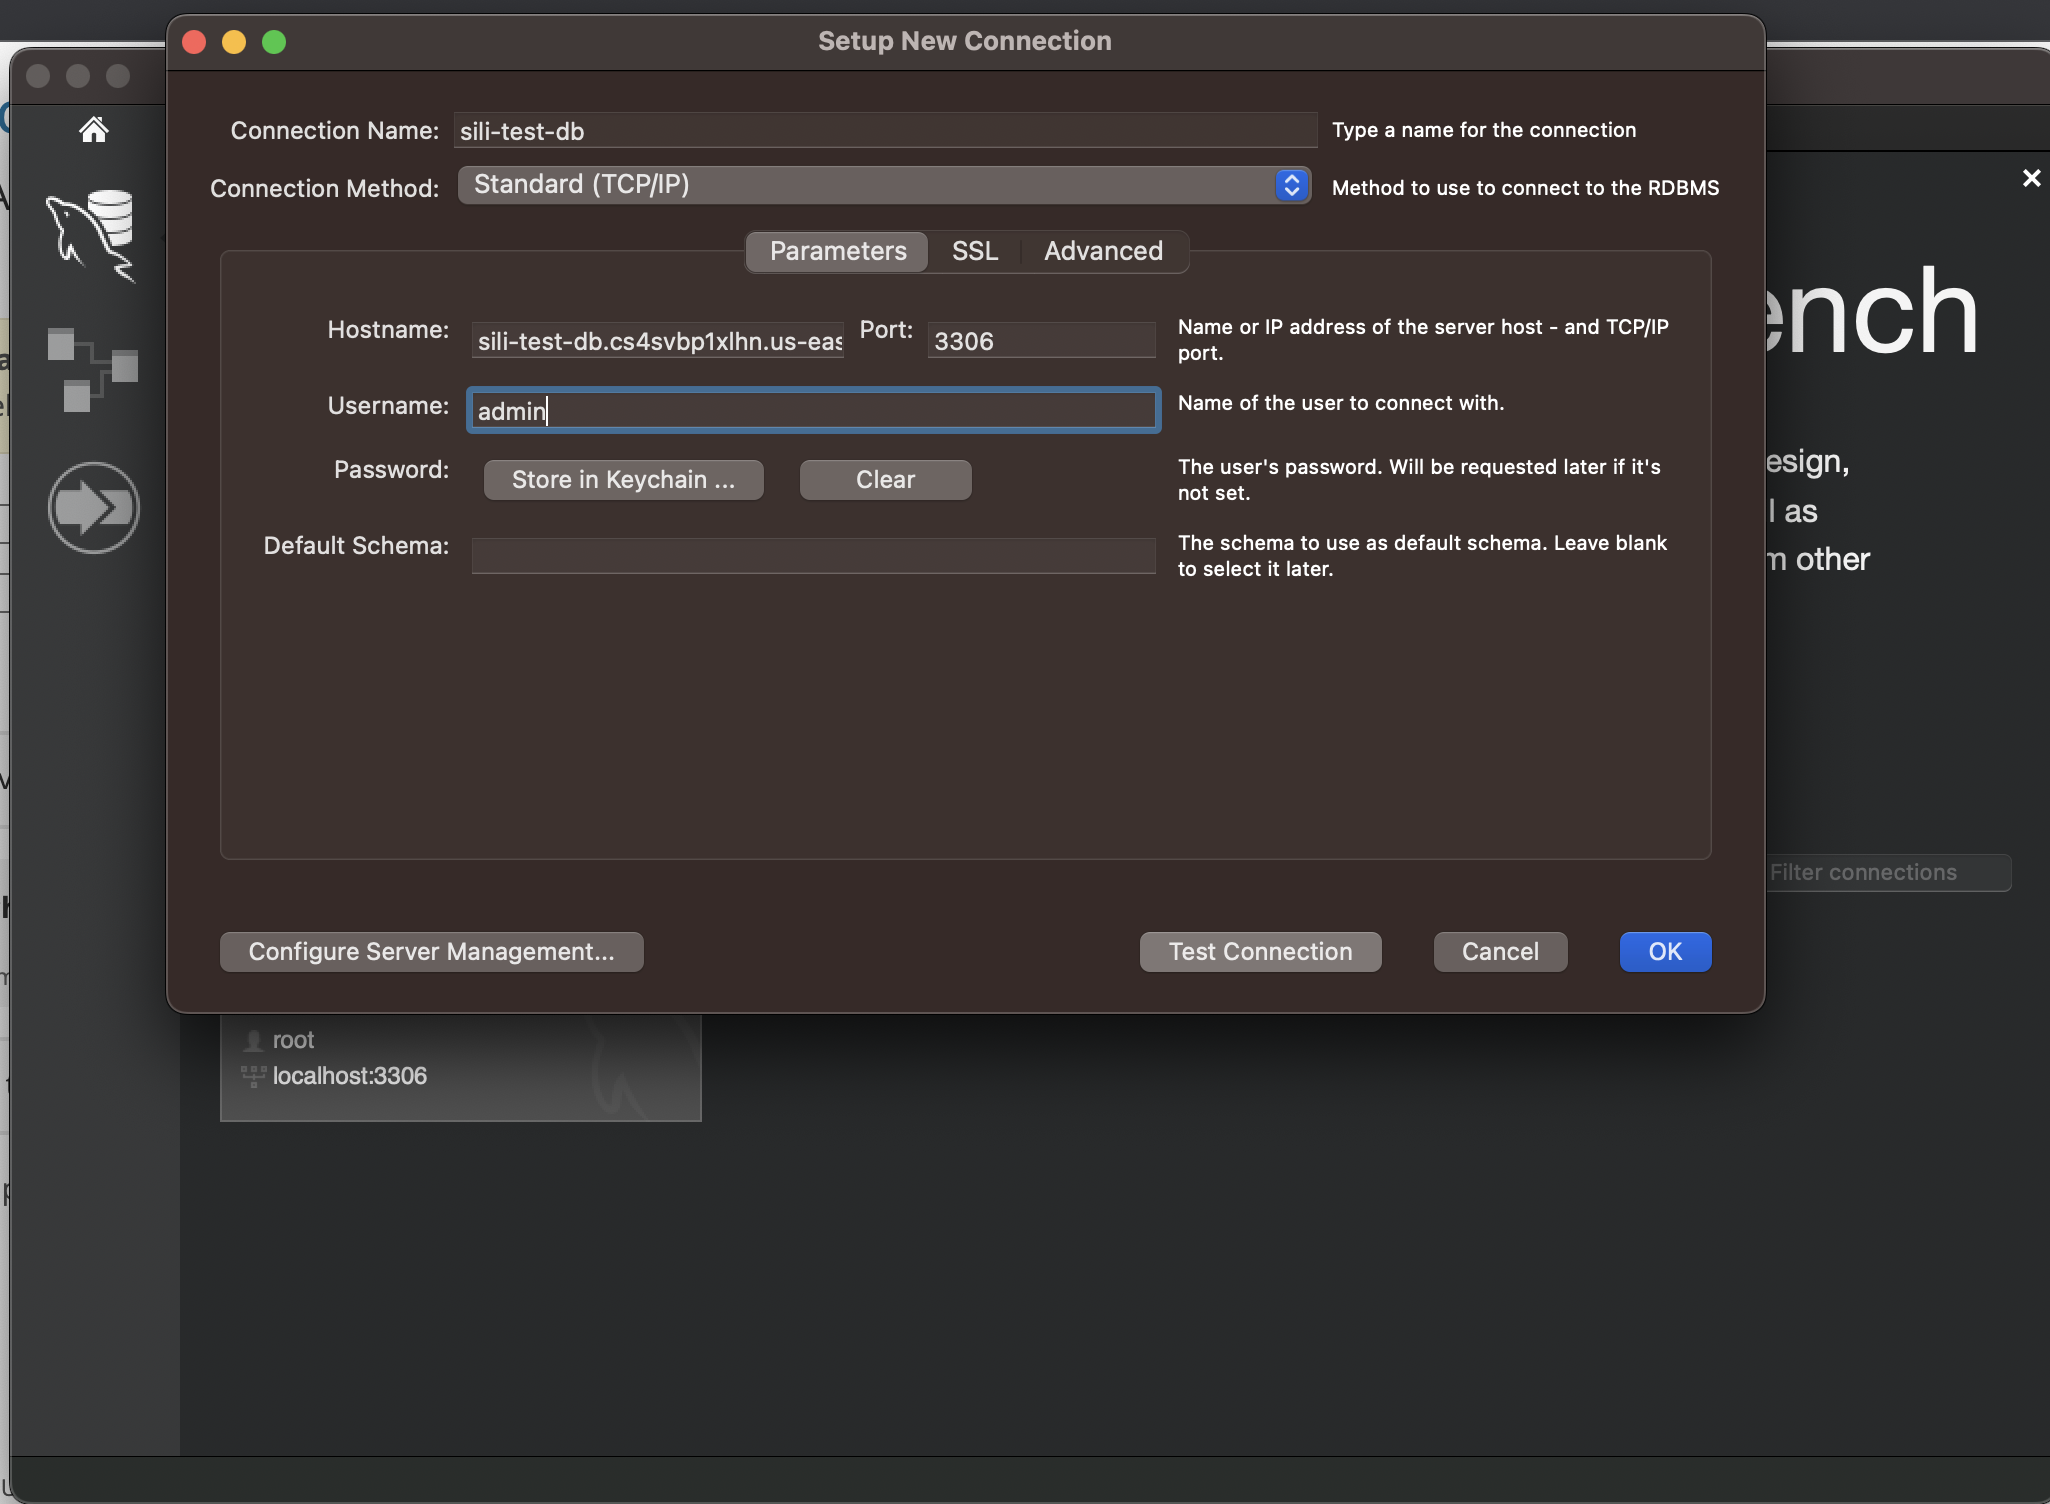 Setup New Connection
Connection Name: sili-test-db Type a name for the connection
Connection Method: Standard (TCP/IP) Method to use to connect to the RDBMS
Parameters SSL Advanced
Hostname: sili-test-db.cs4svbp1xlhn.us-eas Port: 3306 Name or IP address of the server host - and TCP/IP
port.
Username: admin Name of the user to connect with.
Password: Store in Keychain ... Clear The user's password. Will be requested later if it's
not set.
Default Schema: The schema to use as default schema. Leave blank
to select it later.
Configure Server Management... Test Connection Cancel OK
ench
esign,
l as
m other
Filter connections
root
localhost:3306